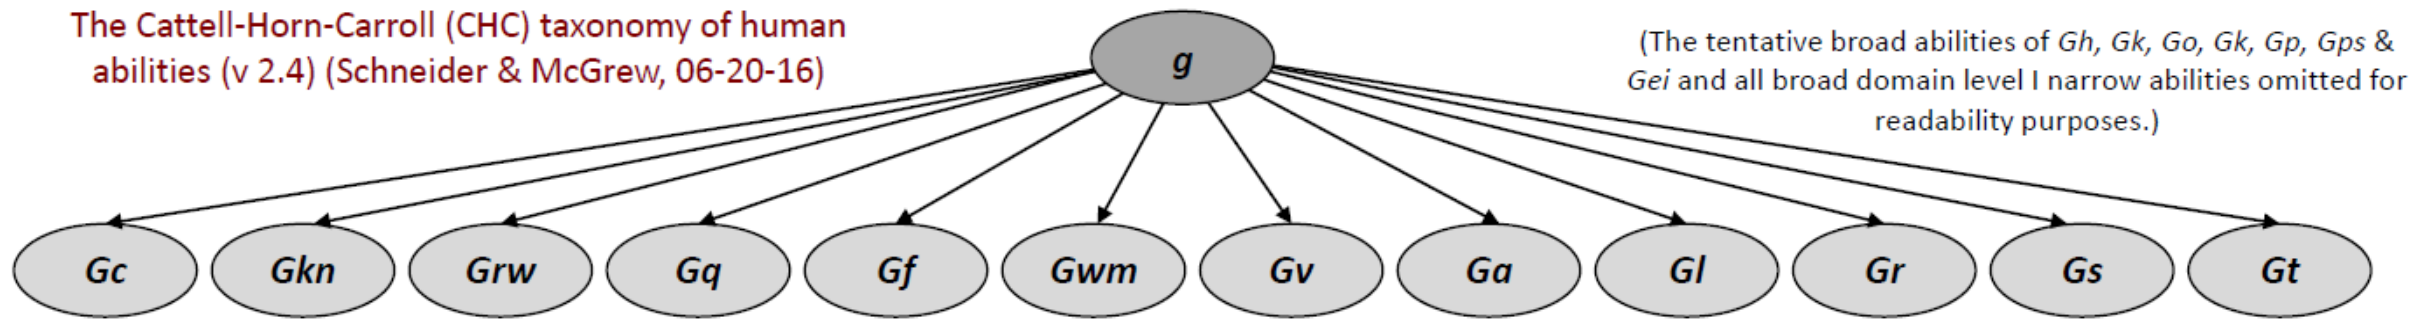 The Cattell-Horn-Carroll (CHC) taxonomy of human
abilities (v 2.4) (Schneider & McGrew, 06-20-16)
g
(The tentative broad abilities of Gh, Gk, Go, Gk, Gp, Gps &
Gei and all broad domain level I narrow abilities omitted for
readability purposes.)
Gc Gkn Grw Gq Gf Gwm Gv Ga Gl Gr Gs Gt